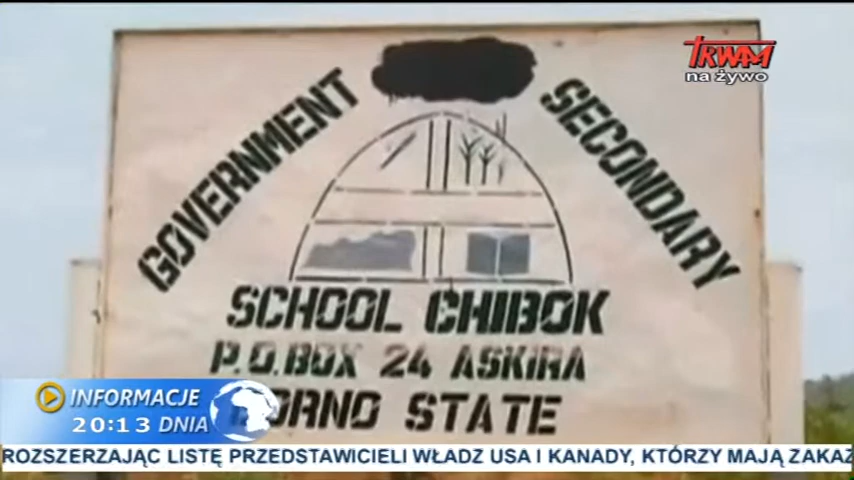 TRWAM
na żywo
GOVERNMENT SECONDARY
SCHOOL CHIBOK
P.O.BOX 24 ASKIRA
BORNO STATE
INFORMACJE
20:13 DNIA
ROZSZERZAJĄC LISTĘ PRZEDSTAWICIELI WŁADZ USA I KANADY, KTÓRZY MAJĄ ZAKAZ